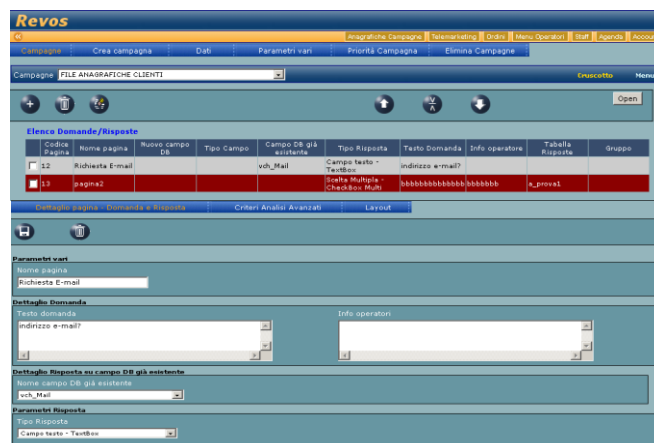 Revos
Anagrafiche Campagne Telemarketing Ordini Menu Operatori Staff Agenda Accou
Campagne Crea campagna Dati Parametri vari Priorità Campagna Elimina Campagne
Campagne FILE ANAGRAFICHE CLIENTI Cruscotto Menu
Open
Elenco Domande/Risposte
Codice Pagina Nome pagina Nuovo campo DB Tipo Campo Campo DB già esistente Tipo Risposta Testo Domanda Info operatore Tabella Risposte Gruppo
12 Richiesta E-mail vch_Mail Campo testo - TextBox indirizzo e-mail?
13 pagina2 Scelta Multipla - CheckBox Multi bbbbbbbbbbbbb bbbbbbb a_prova1
Dettaglio pagina - Domanda e Risposta Criteri Analisi Avanzati Layout
Parametri vari
Nome pagina
Richiesta E-mail
Dettaglio Domanda
Testo domanda Info operatori
indirizzo e-mail?
Dettaglio Risposta su campo DB già esistente
Nome campo DB già esistente
vch_Mail
Parametri Risposta
Tipo Risposta
Campo testo - TextBox